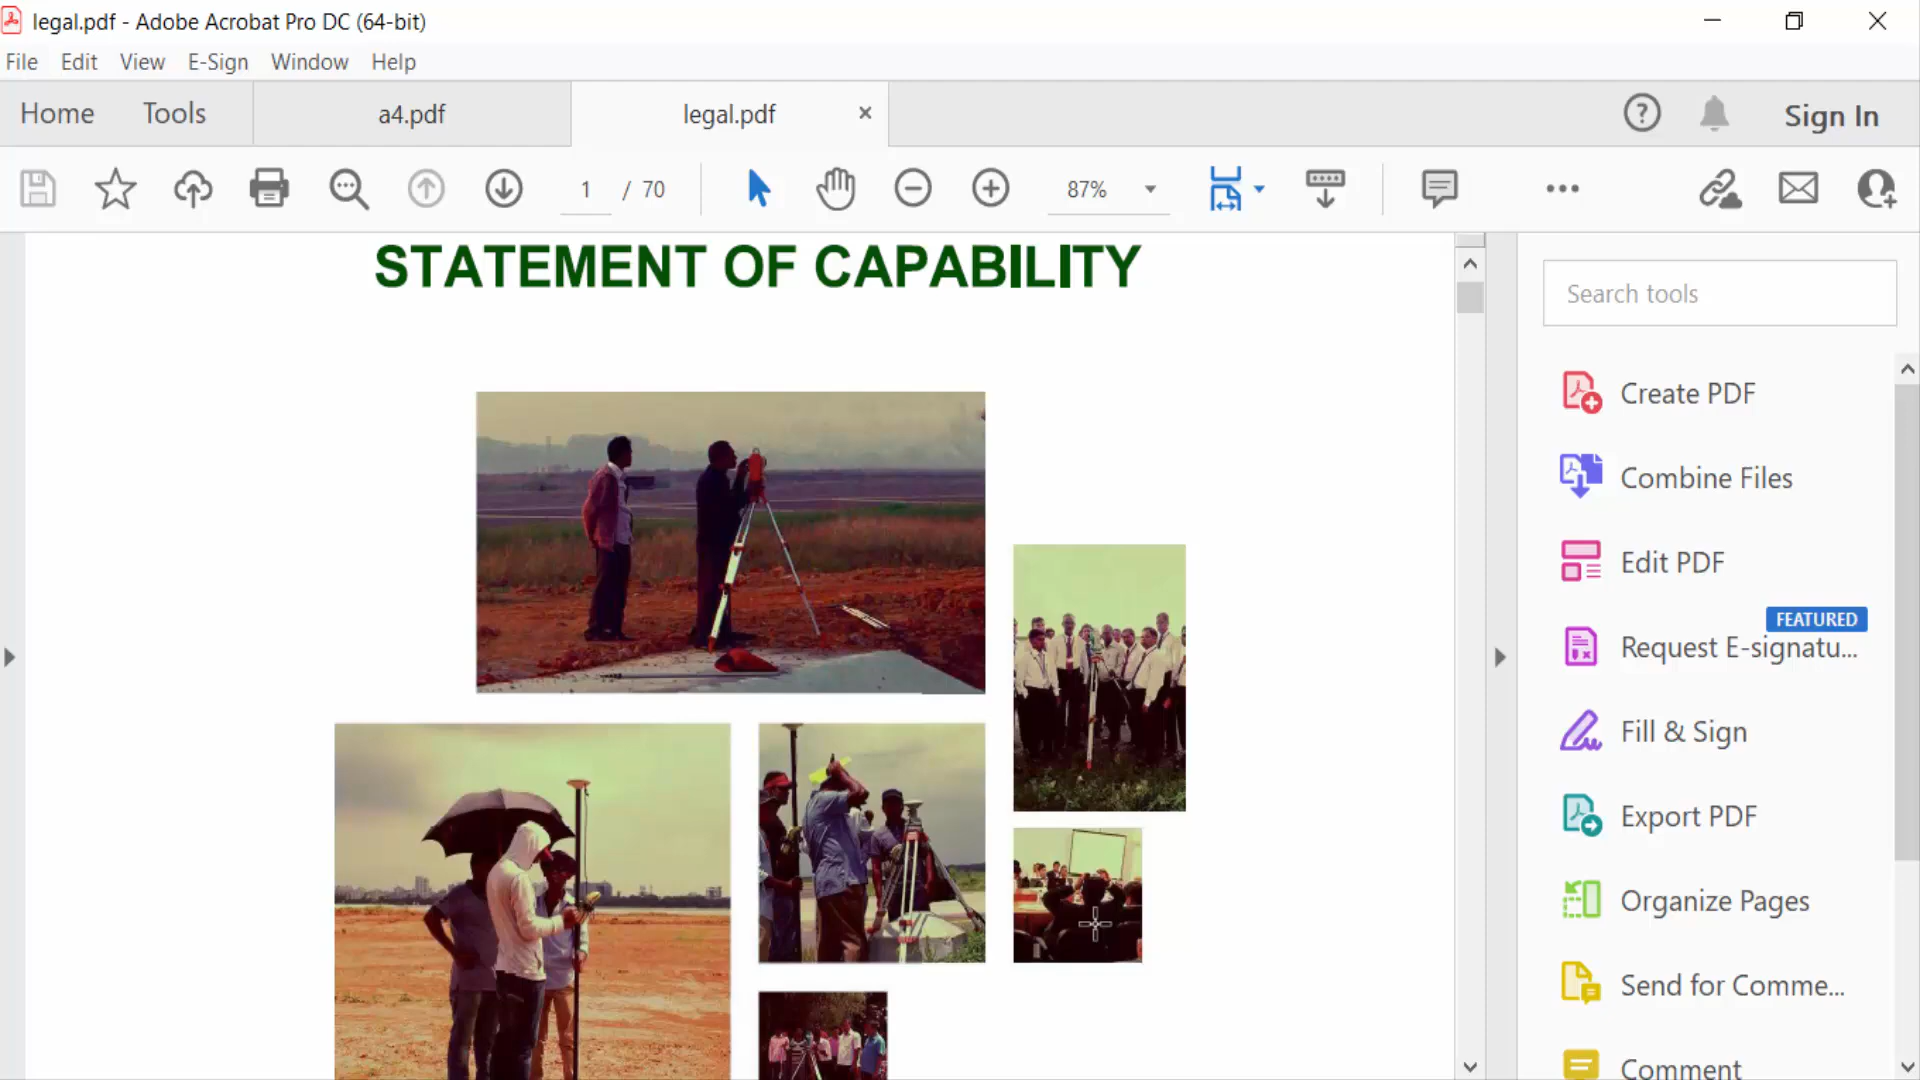 legal.pdf - Adobe Acrobat Pro DC (64-bit)
File Edit View E-Sign Window Help
Home Tools a4.pdf legal.pdf Sign In
1 / 70 87%
STATEMENT OF CAPABILITY
Search tools
Create PDF
Combine Files
Edit PDF
FEATURED
Request E-signatu...
Fill & Sign
Export PDF
Organize Pages
Send for Comme...
Comment